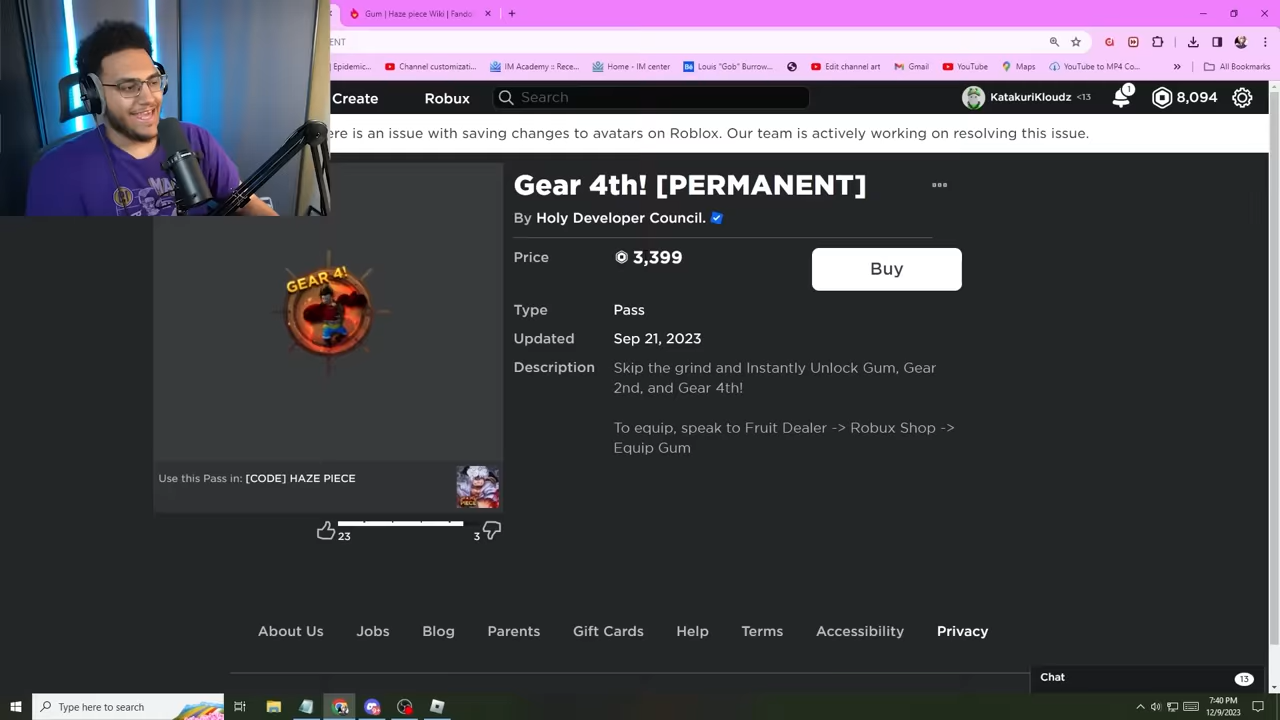 Gum | Haze piece Wiki | Fando
ENT
Epidemic...
Channel customizati...
IM Academy :: Rece...
Home - IM center
Louis "Gob" Burrow...
Edit channel art
Gmail
YouTube
Maps
YouTube to MP4 Co...
»
All Bookmarks
Create
Robux
Search
KatakuriKloudz <13
1
8,094
ere is an issue with saving changes to avatars on Roblox. Our team is actively working on resolving this issue.
Gear 4th! [PERMANENT]
By Holy Developer Council.
Price 3,399
Buy
Type Pass
Updated Sep 21, 2023
Description Skip the grind and Instantly Unlock Gum, Gear
2nd, and Gear 4th!
To equip, speak to Fruit Dealer -> Robux Shop ->
Equip Gum
GEAR 4!
Use this Pass in: [CODE] HAZE PIECE
PIECE
23
3
About Us Jobs Blog Parents Gift Cards Help Terms Accessibility Privacy
Chat 13
Type here to search
7:40 PM
12/9/2023